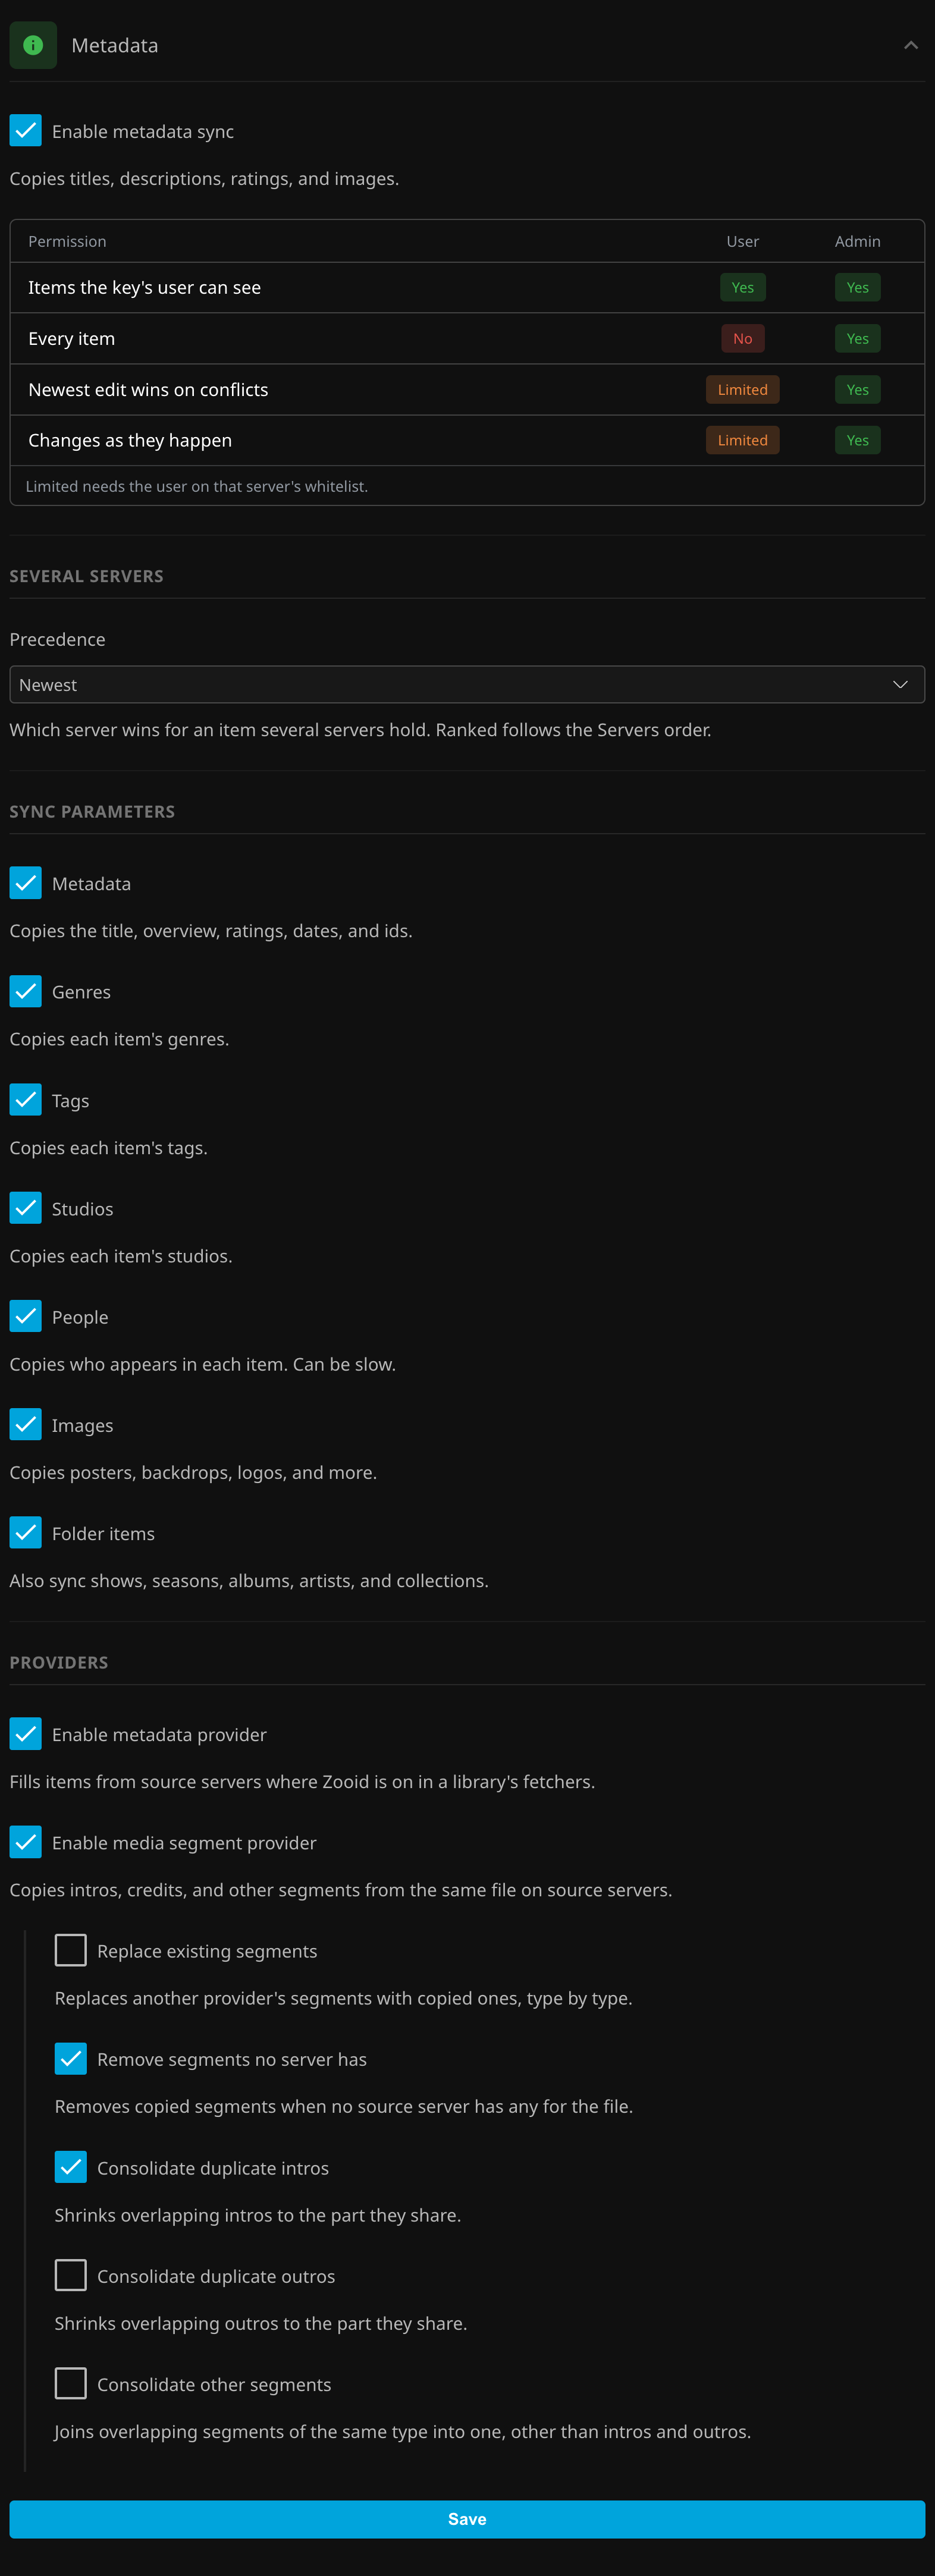 Metadata
Enable metadata sync
Copies titles, descriptions, ratings, and images.
Permission User Admin
Items the key's user can see Yes Yes
Every item No Yes
Newest edit wins on conflicts Limited Yes
Changes as they happen Limited Yes
Limited needs the user on that server's whitelist.
SEVERAL SERVERS
Precedence
Newest
Which server wins for an item several servers hold. Ranked follows the Servers order.
SYNC PARAMETERS
Metadata
Copies the title, overview, ratings, dates, and ids.
Genres
Copies each item's genres.
Tags
Copies each item's tags.
Studios
Copies each item's studios.
People
Copies who appears in each item. Can be slow.
Images
Copies posters, backdrops, logos, and more.
Folder items
Also sync shows, seasons, albums, artists, and collections.
PROVIDERS
Enable metadata provider
Fills items from source servers where Zooid is on in a library's fetchers.
Enable media segment provider
Copies intros, credits, and other segments from the same file on source servers.
Replace existing segments
Replaces another provider's segments with copied ones, type by type.
Remove segments no server has
Removes copied segments when no source server has any for the file.
Consolidate duplicate intros
Shrinks overlapping intros to the part they share.
Consolidate duplicate outros
Shrinks overlapping outros to the part they share.
Consolidate other segments
Joins overlapping segments of the same type into one, other than intros and outros.
Save